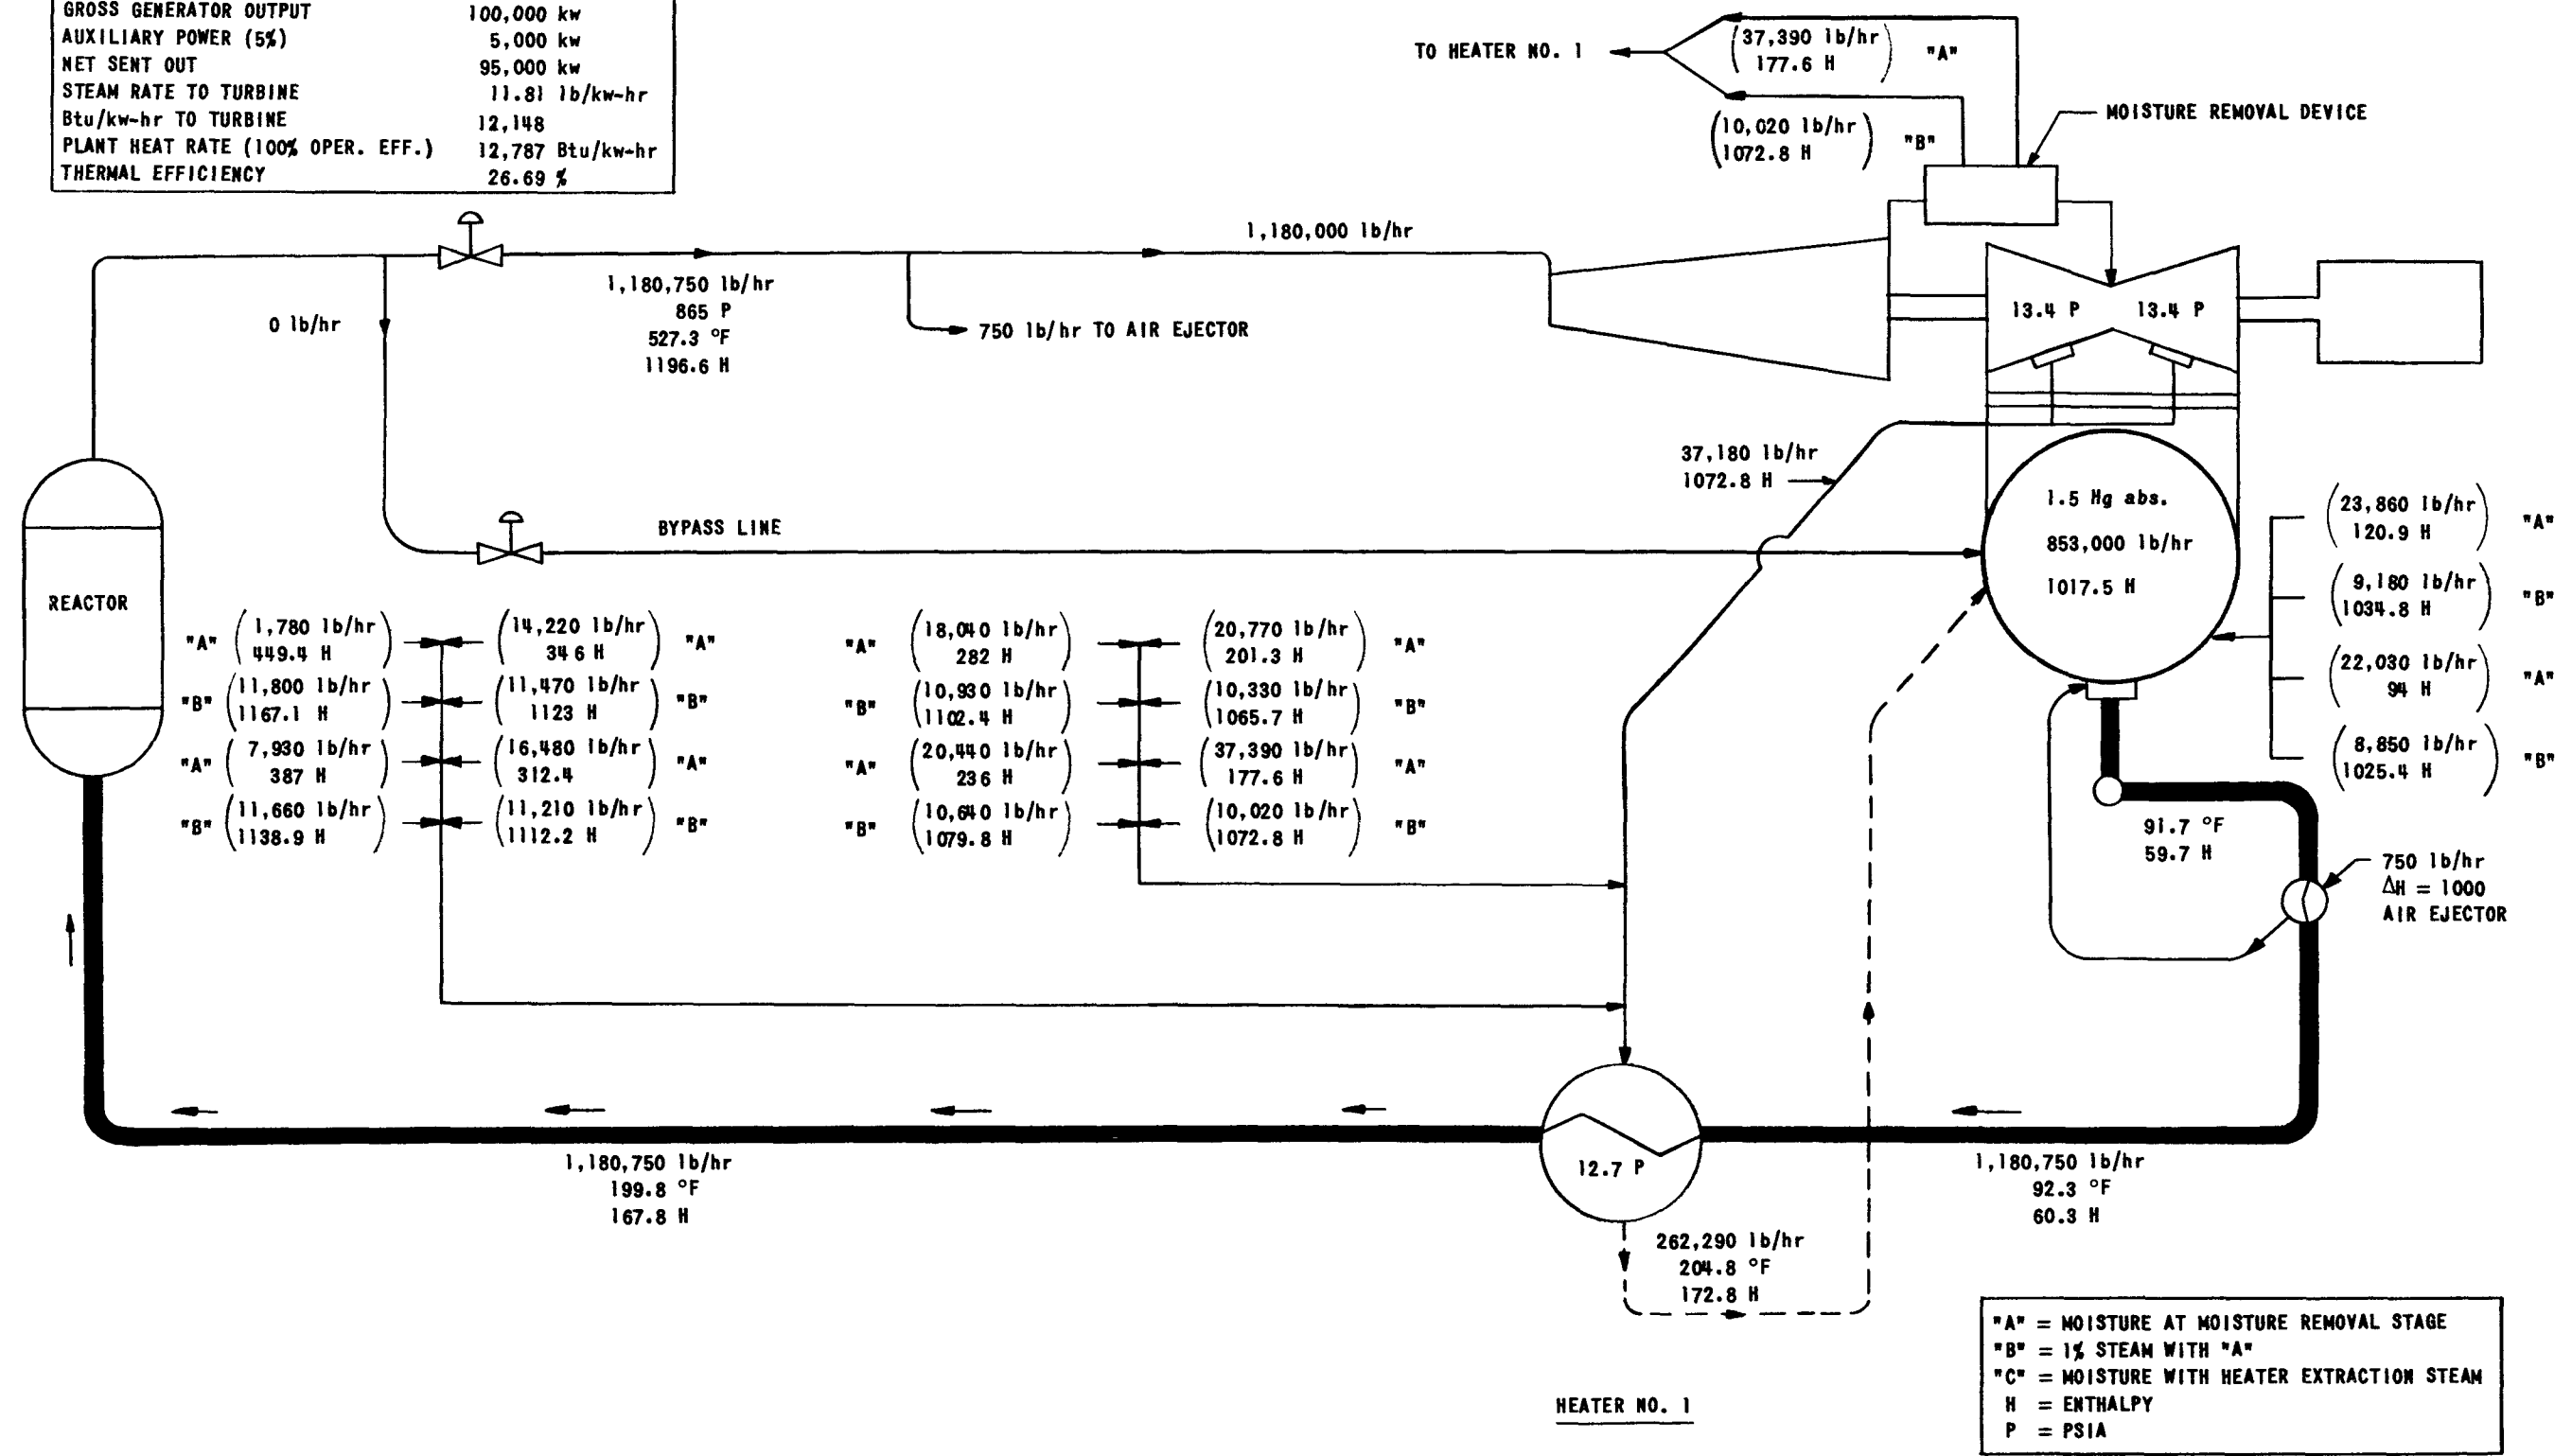 GROSS GENERATOR OUTPUT 100,000 kw
AUXILIARY POWER (5%) 5,000 kw
NET SENT OUT 95,000 kw
STEAM RATE TO TURBINE 11.81 lb/kw-hr
Btu/kw-hr TO TURBINE 12,148
PLANT HEAT RATE (100% OPER. EFF.) 12,787 Btu/kw-hr
THERMAL EFFICIENCY 26.69 %
TO HEATER NO. 1
(37,390 lb/hr
177.6 H) "A"
(10,020 lb/hr
1072.8 H) "B"
MOISTURE REMOVAL DEVICE
1,180,000 lb/hr
1,180,750 lb/hr
865 P
527.3 °F
1196.6 H
0 lb/hr
750 lb/hr TO AIR EJECTOR
13.4 P 13.4 P
37,180 lb/hr
1072.8 H
BYPASS LINE
1.5 Hg abs.
853,000 lb/hr
1017.5 H
(23,860 lb/hr
120.9 H) "A"
(9,180 lb/hr
1034.8 H) "B"
(22,030 lb/hr
94 H) "A"
(8,850 lb/hr
1025.4 H) "B"
REACTOR
"A" (1,780 lb/hr
449.4 H)
(14,220 lb/hr
346 H) "A"
"B" (11,800 lb/hr
1167.1 H)
(11,470 lb/hr
1123 H) "B"
"A" (7,930 lb/hr
387 H)
(16,480 lb/hr
312.4) "A"
"B" (11,660 lb/hr
1138.9 H)
(11,210 lb/hr
1112.2 H) "B"
"A" (18,040 lb/hr
282 H)
(20,770 lb/hr
201.3 H) "A"
"B" (10,930 lb/hr
1102.4 H)
(10,330 lb/hr
1065.7 H) "B"
"A" (20,440 lb/hr
236 H)
(37,390 lb/hr
177.6 H) "A"
"B" (10,640 lb/hr
1079.8 H)
(10,020 lb/hr
1072.8 H) "B"
91.7 °F
59.7 H
750 lb/hr
ΔH = 1000
AIR EJECTOR
1,180,750 lb/hr
199.8 °F
167.8 H
12.7 P
1,180,750 lb/hr
92.3 °F
60.3 H
262,290 lb/hr
204.8 °F
172.8 H
HEATER NO. 1
"A" = MOISTURE AT MOISTURE REMOVAL STAGE
"B" = 1% STEAM WITH "A"
"C" = MOISTURE WITH HEATER EXTRACTION STEAM
H = ENTHALPY
P = PSIA